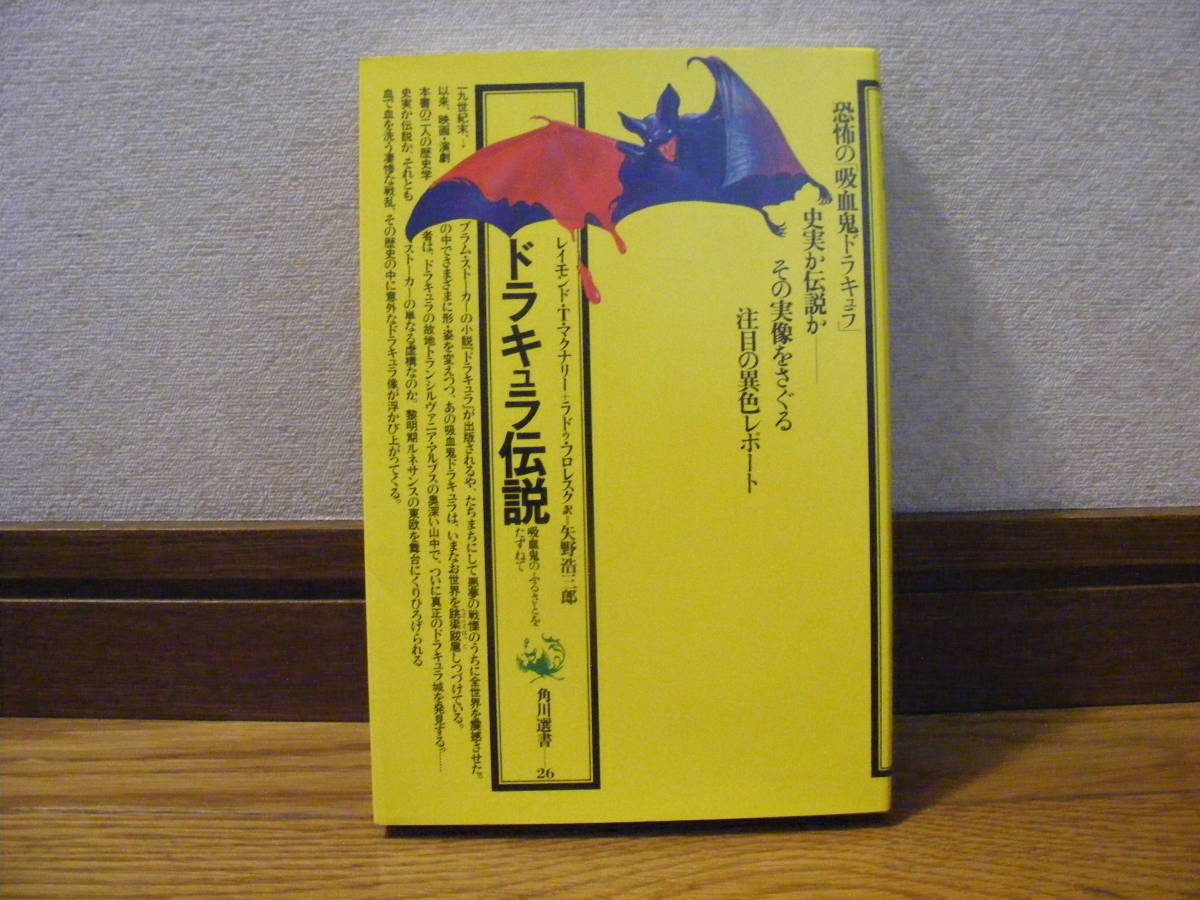 恐怖の「吸血鬼ドラキュラ」
史実か伝説か――
その実像をさぐる
注目の異色レポート
レイモンド・T・マクナリー+ラドゥ・フロレスク 訳=矢野浩三郎
ドラキュラ伝説
吸血鬼のふるさとを
たずねて
角川選書――26
一九世紀末、ブラム・ストーカーの小説『ドラキュラ』が出版されるや、たちまちにして悪夢の戦慄のうちに全世界を震撼させた。
以来、映画・演劇の中でさまざまに形・姿を変えつつ、あの吸血鬼ドラキュラは、いまなお世界を跳梁跋扈しつづけている。
本書の二人の歴史学者は、ドラキュラの故地トランシルヴァニア・アルプスの奥深い山中で、ついに真正のドラキュラ城を発見する。……
史実か伝説か、それともストーカーの単なる虚構なのか。黎明期ルネサンスの東欧を舞台にくりひろげられる
血で血を洗う凄惨な戦乱、その歴史の中に意外なドラキュラ像が浮かび上がってくる。